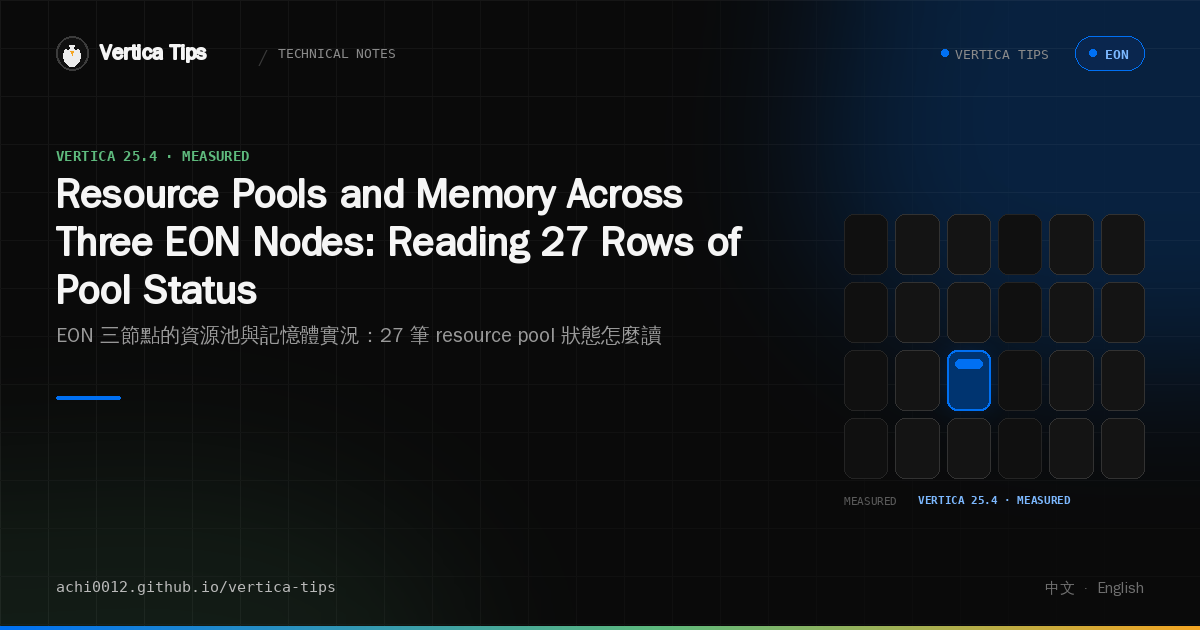 Vertica Tips
/ TECHNICAL NOTES
VERTICA TIPS
EON
VERTICA 25.4 · MEASURED
Resource Pools and Memory Across
Three EON Nodes: Reading 27 Rows of
Pool Status
EON 三節點的資源池與記憶體實況：27 筆 resource pool 狀態怎麼讀
MEASURED
VERTICA 25.4 · MEASURED
achi0012.github.io/vertica-tips
中文 · English